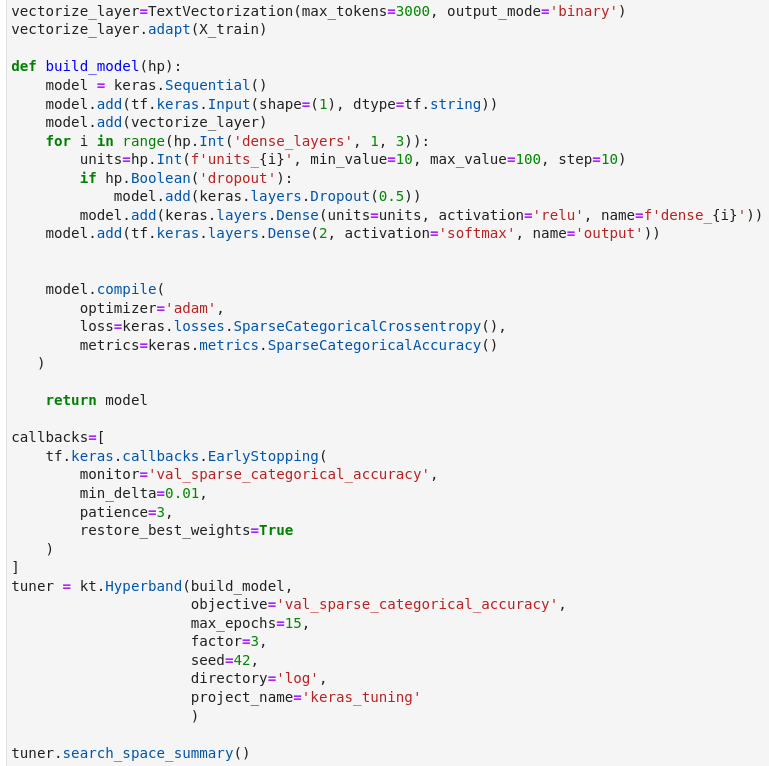 vectorize_layer=TextVectorization(max_tokens=3000, output_mode='binary')
vectorize_layer.adapt(X_train)

def build_model(hp):
    model = keras.Sequential()
    model.add(tf.keras.Input(shape=(1), dtype=tf.string))
    model.add(vectorize_layer)
    for i in range(hp.Int('dense_layers', 1, 3)):
        units=hp.Int(f'units_{i}', min_value=10, max_value=100, step=10)
        if hp.Boolean('dropout'):
            model.add(keras.layers.Dropout(0.5))
        model.add(keras.layers.Dense(units=units, activation='relu', name=f'dense_{i}'))
    model.add(tf.keras.layers.Dense(2, activation='softmax', name='output'))


    model.compile(
        optimizer='adam',
        loss=keras.losses.SparseCategoricalCrossentropy(),
        metrics=keras.metrics.SparseCategoricalAccuracy()
   )

    return model

callbacks=[
    tf.keras.callbacks.EarlyStopping(
        monitor='val_sparse_categorical_accuracy',
        min_delta=0.01,
        patience=3,
        restore_best_weights=True
    )
]
tuner = kt.Hyperband(build_model,
                     objective='val_sparse_categorical_accuracy',
                     max_epochs=15,
                     factor=3,
                     seed=42,
                     directory='log',
                     project_name='keras_tuning'
                     )

tuner.search_space_summary()